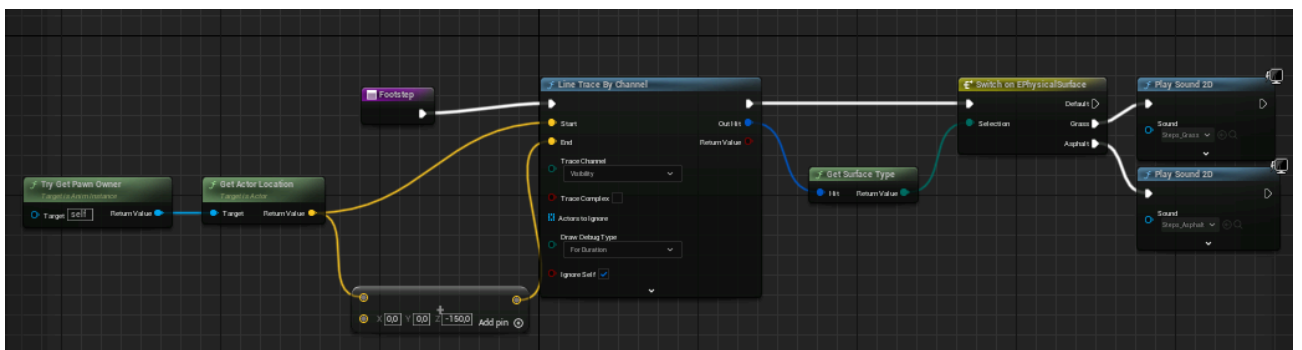 Try Get Pawn Owner
Target is Anim Instance
Target self Return Value
Get Actor Location
Target is Actor
Target Return Value
Footstep
X 0,0 Y 0,0 Z -150,0 Add pin
Line Trace By Channel
Start Out Hit
End Return Value
Trace Channel
Visibility
Trace Complex
Actors to Ignore
Draw Debug Type
For Duration
Ignore Self
Get Surface Type
Hit Return Value
Switch on EPhysicalSurface
Default
Selection Grass
Asphalt
Play Sound 2D
Sound
Steps_Grass
Play Sound 2D
Sound
Steps_Asphalt